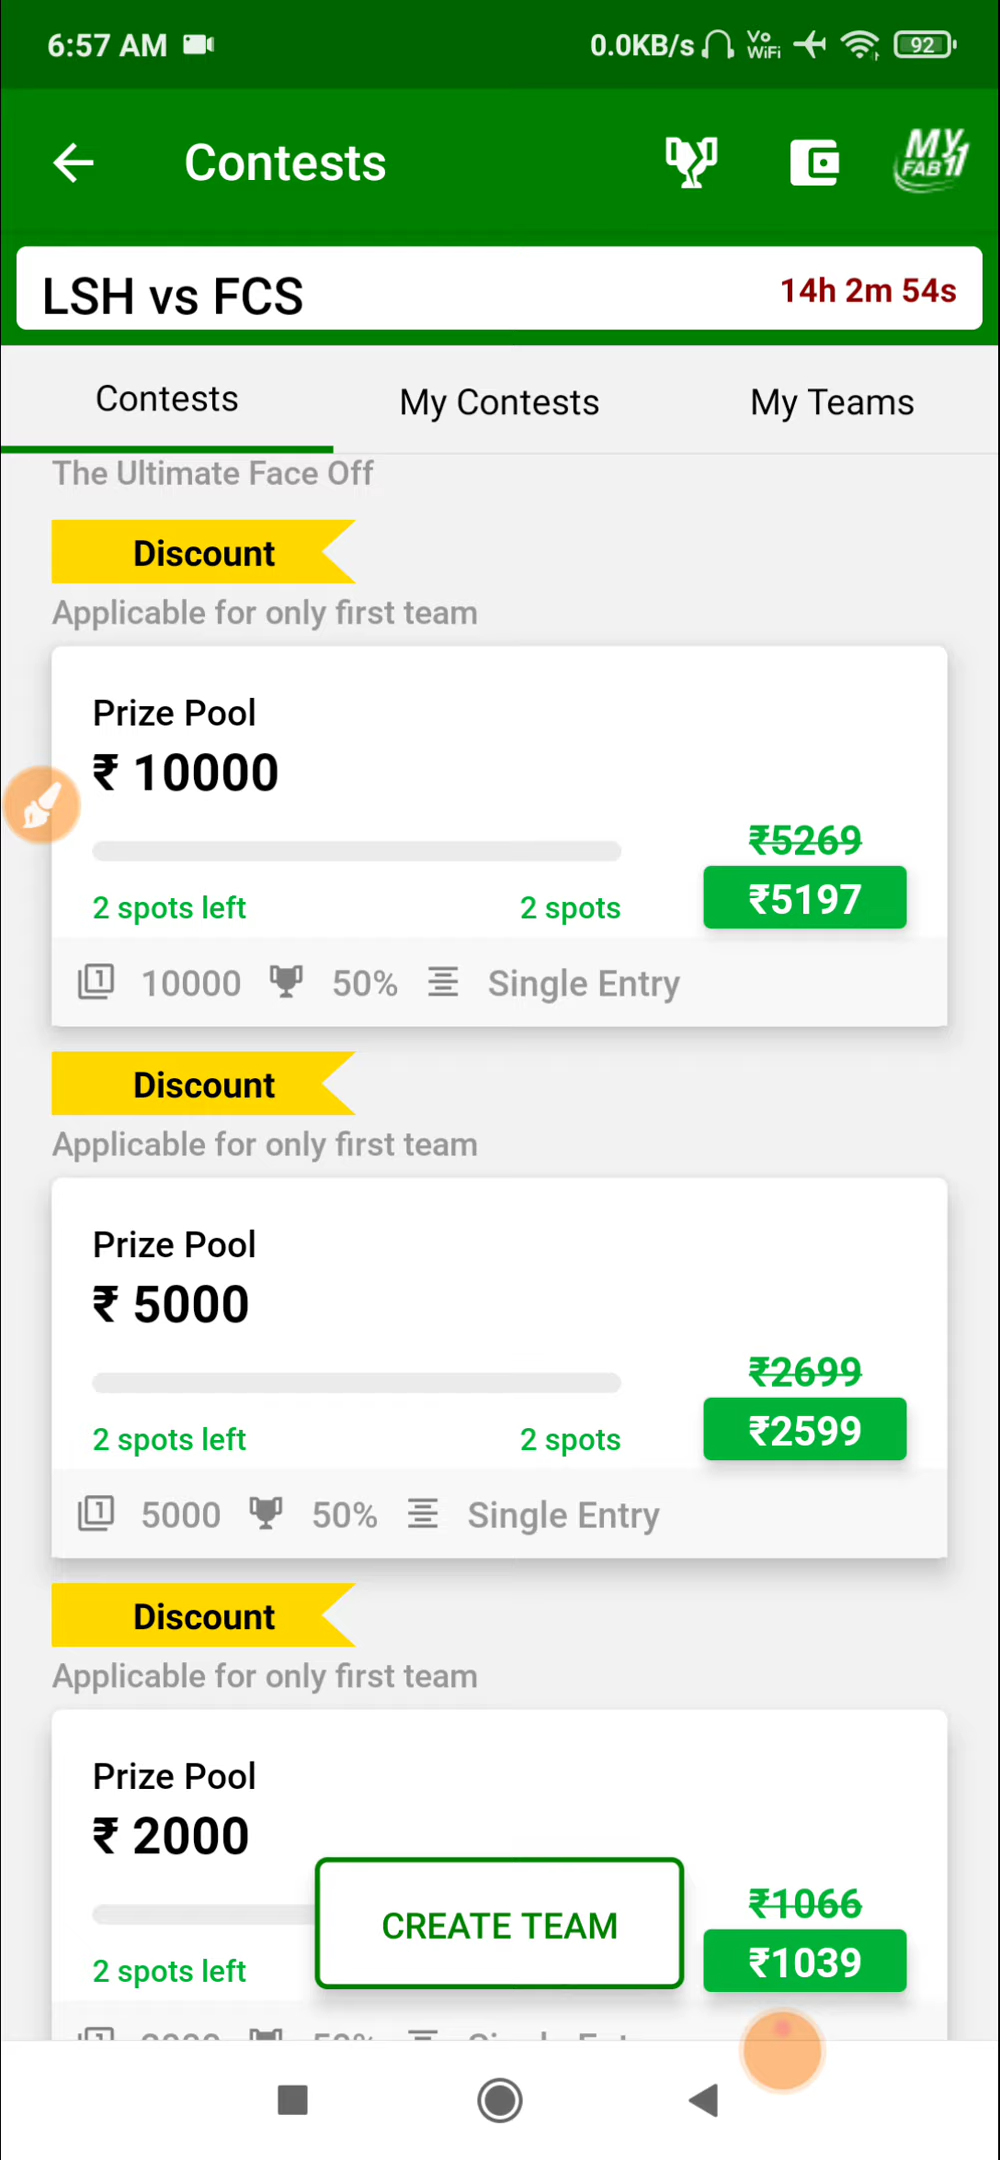 6:57 AM
0.0KB/s Vo WiFi 92
Contests
MY FAB11
LSH vs FCS
14h 2m 54s
Contests
My Contests
My Teams
The Ultimate Face Off
Discount
Applicable for only first team
Prize Pool
₹ 10000
₹5269
₹5197
2 spots left
2 spots
1 10000 50% Single Entry
Discount
Applicable for only first team
Prize Pool
₹ 5000
₹2699
₹2599
2 spots left
2 spots
1 5000 50% Single Entry
Discount
Applicable for only first team
Prize Pool
₹ 2000
₹1066
₹1039
CREATE TEAM
2 spots left